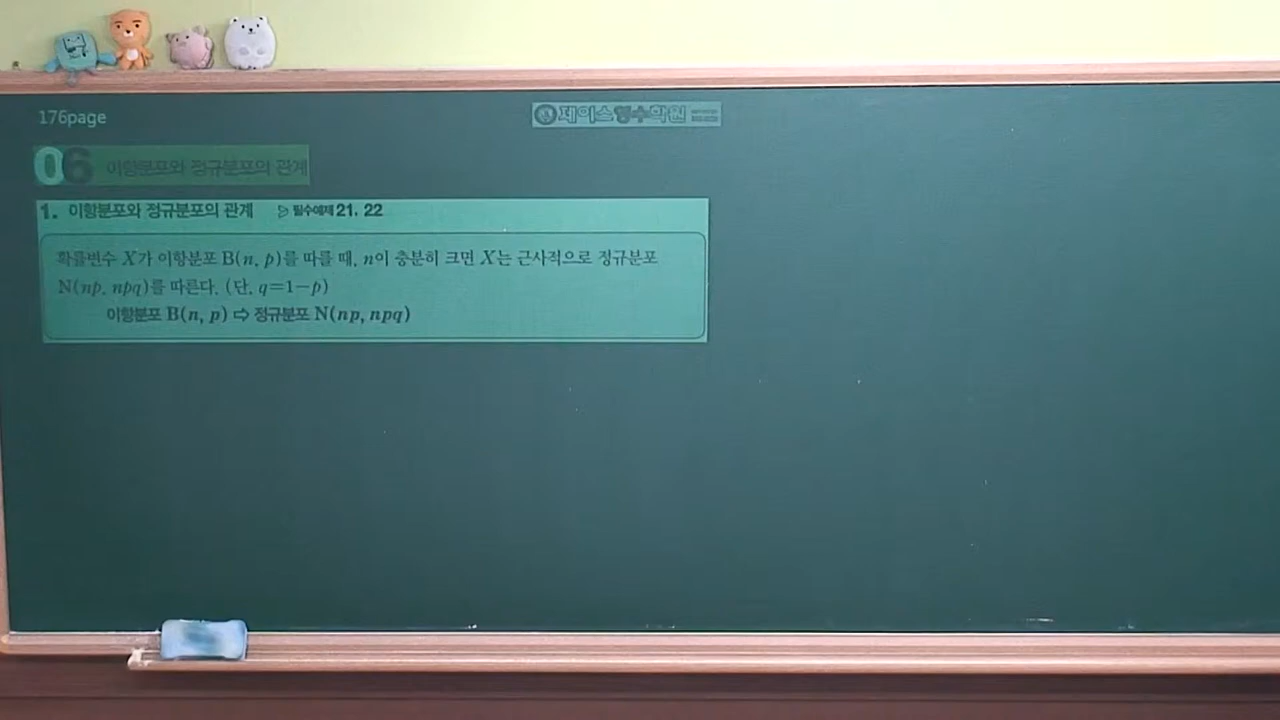 176page
제이스영수학원
06 이항분포와 정규분포의 관계
1. 이항분포와 정규분포의 관계 ▷ 필수예제 21, 22
확률변수 X가 이항분포 B(n, p)를 따를 때, n이 충분히 크면 X는 근사적으로 정규분포
N(np, npq)를 따른다. (단, q=1-p)
이항분포 B(n, p) ⇨ 정규분포 N(np, npq)